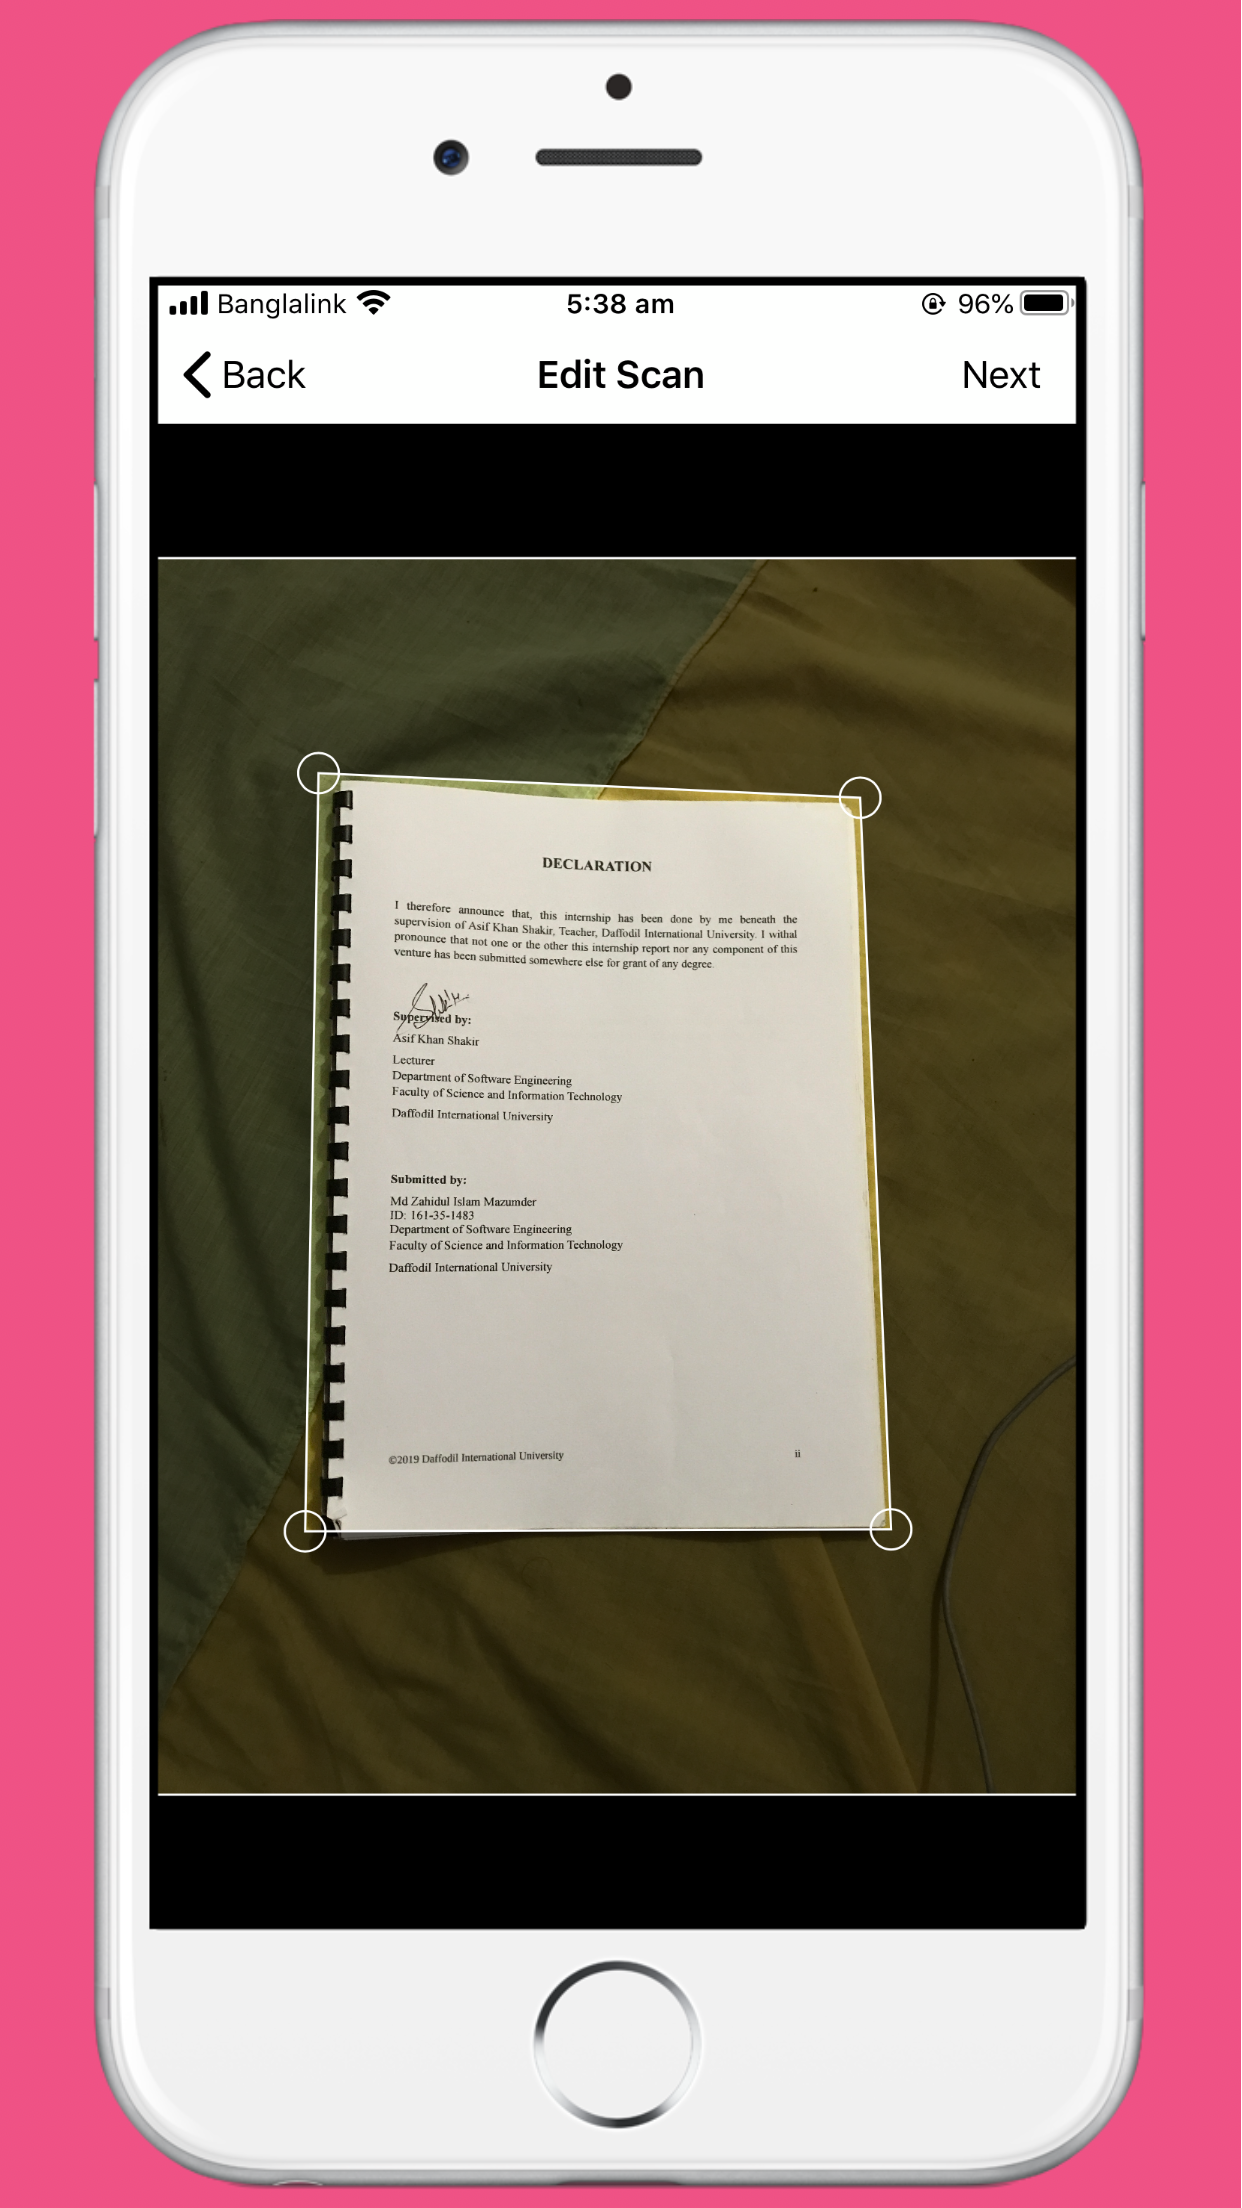 Banglalink
5:38 am
96%
Back
Edit Scan
Next
DECLARATION
I therefore announce that, this internship has been done by me beneath the
supervision of Asif Khan Shakir, Teacher, Daffodil International University. I withal
pronounce that not one or the other this internship report nor any component of this
venture has been submitted somewhere else for grant of any degree.
Supervised by:
Asif Khan Shakir
Lecturer
Department of Software Engineering
Faculty of Science and Information Technology
Daffodil International University
Submitted by:
Md Zahidul Islam Mazumder
ID: 161-35-1483
Department of Software Engineering
Faculty of Science and Information Technology
Daffodil International University
©2019 Daffodil International University
ii